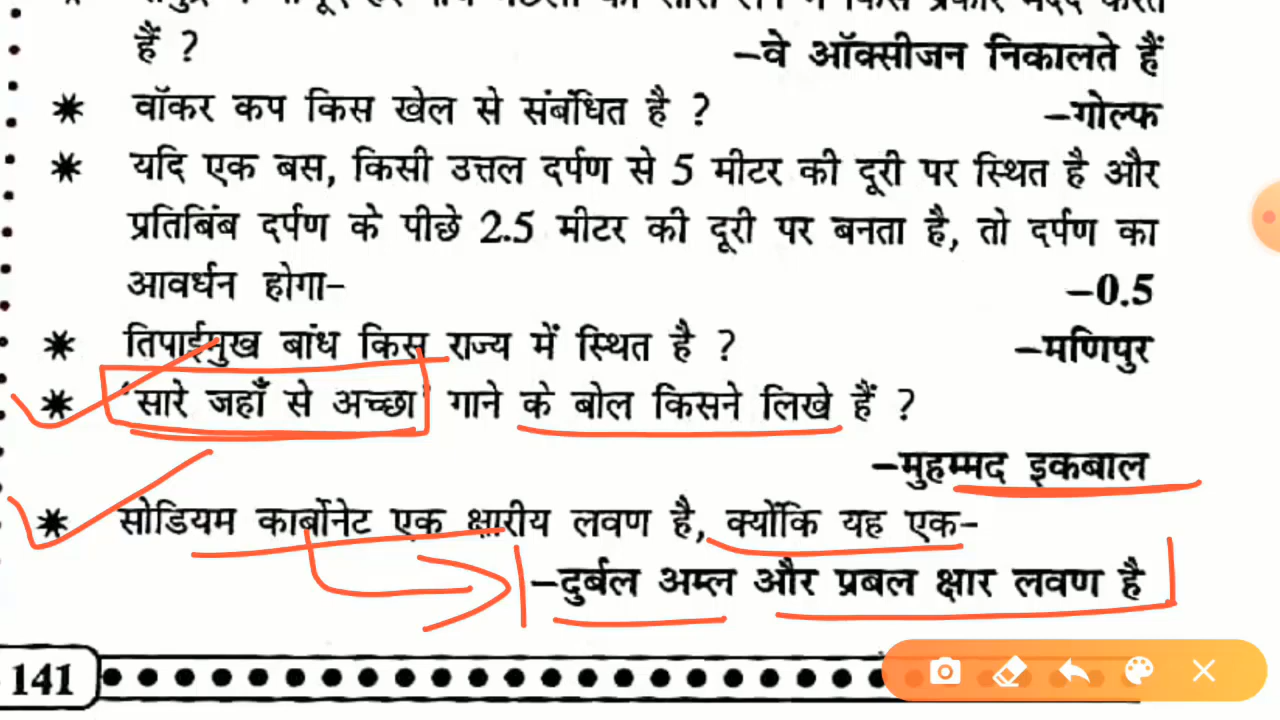 हैं ?
–वे ऑक्सीजन निकालते हैं
* वॉकर कप किस खेल से संबंधित है ? –गोल्फ
* यदि एक बस, किसी उत्तल दर्पण से 5 मीटर की दूरी पर स्थित है और
प्रतिबिंब दर्पण के पीछे 2.5 मीटर की दूरी पर बनता है, तो दर्पण का
आवर्धन होगा– –0.5
* तिपाईमुख बांध किस राज्य में स्थित है ? –मणिपुर
* ‘सारे जहाँ से अच्छा’ गाने के बोल किसने लिखे हैं ?
–मुहम्मद इकबाल
* सोडियम कार्बोनेट एक क्षारीय लवण है, क्योंकि यह एक–
–दुर्बल अम्ल और प्रबल क्षार लवण है
141